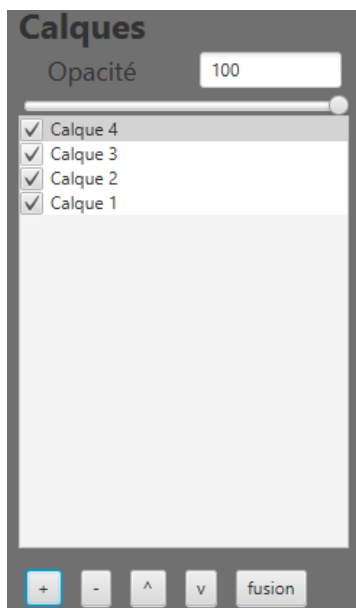 Calques
Opacité 100
Calque 4
Calque 3
Calque 2
Calque 1
+ - ^ v fusion